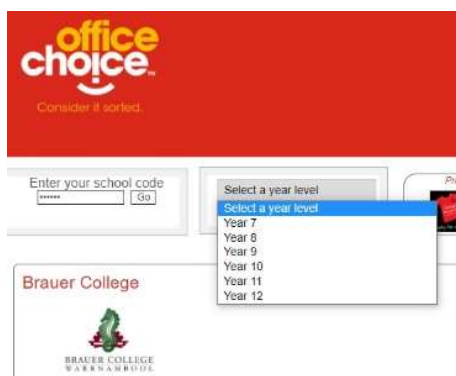 office
choice
Consider it sorted.
Enter your school code
******
Go
Select a year level
Select a year level
Year 7
Year 8
Year 9
Year 10
Year 11
Year 12
Brauer College
BRAUER COLLEGE
WARRNAMBOOL